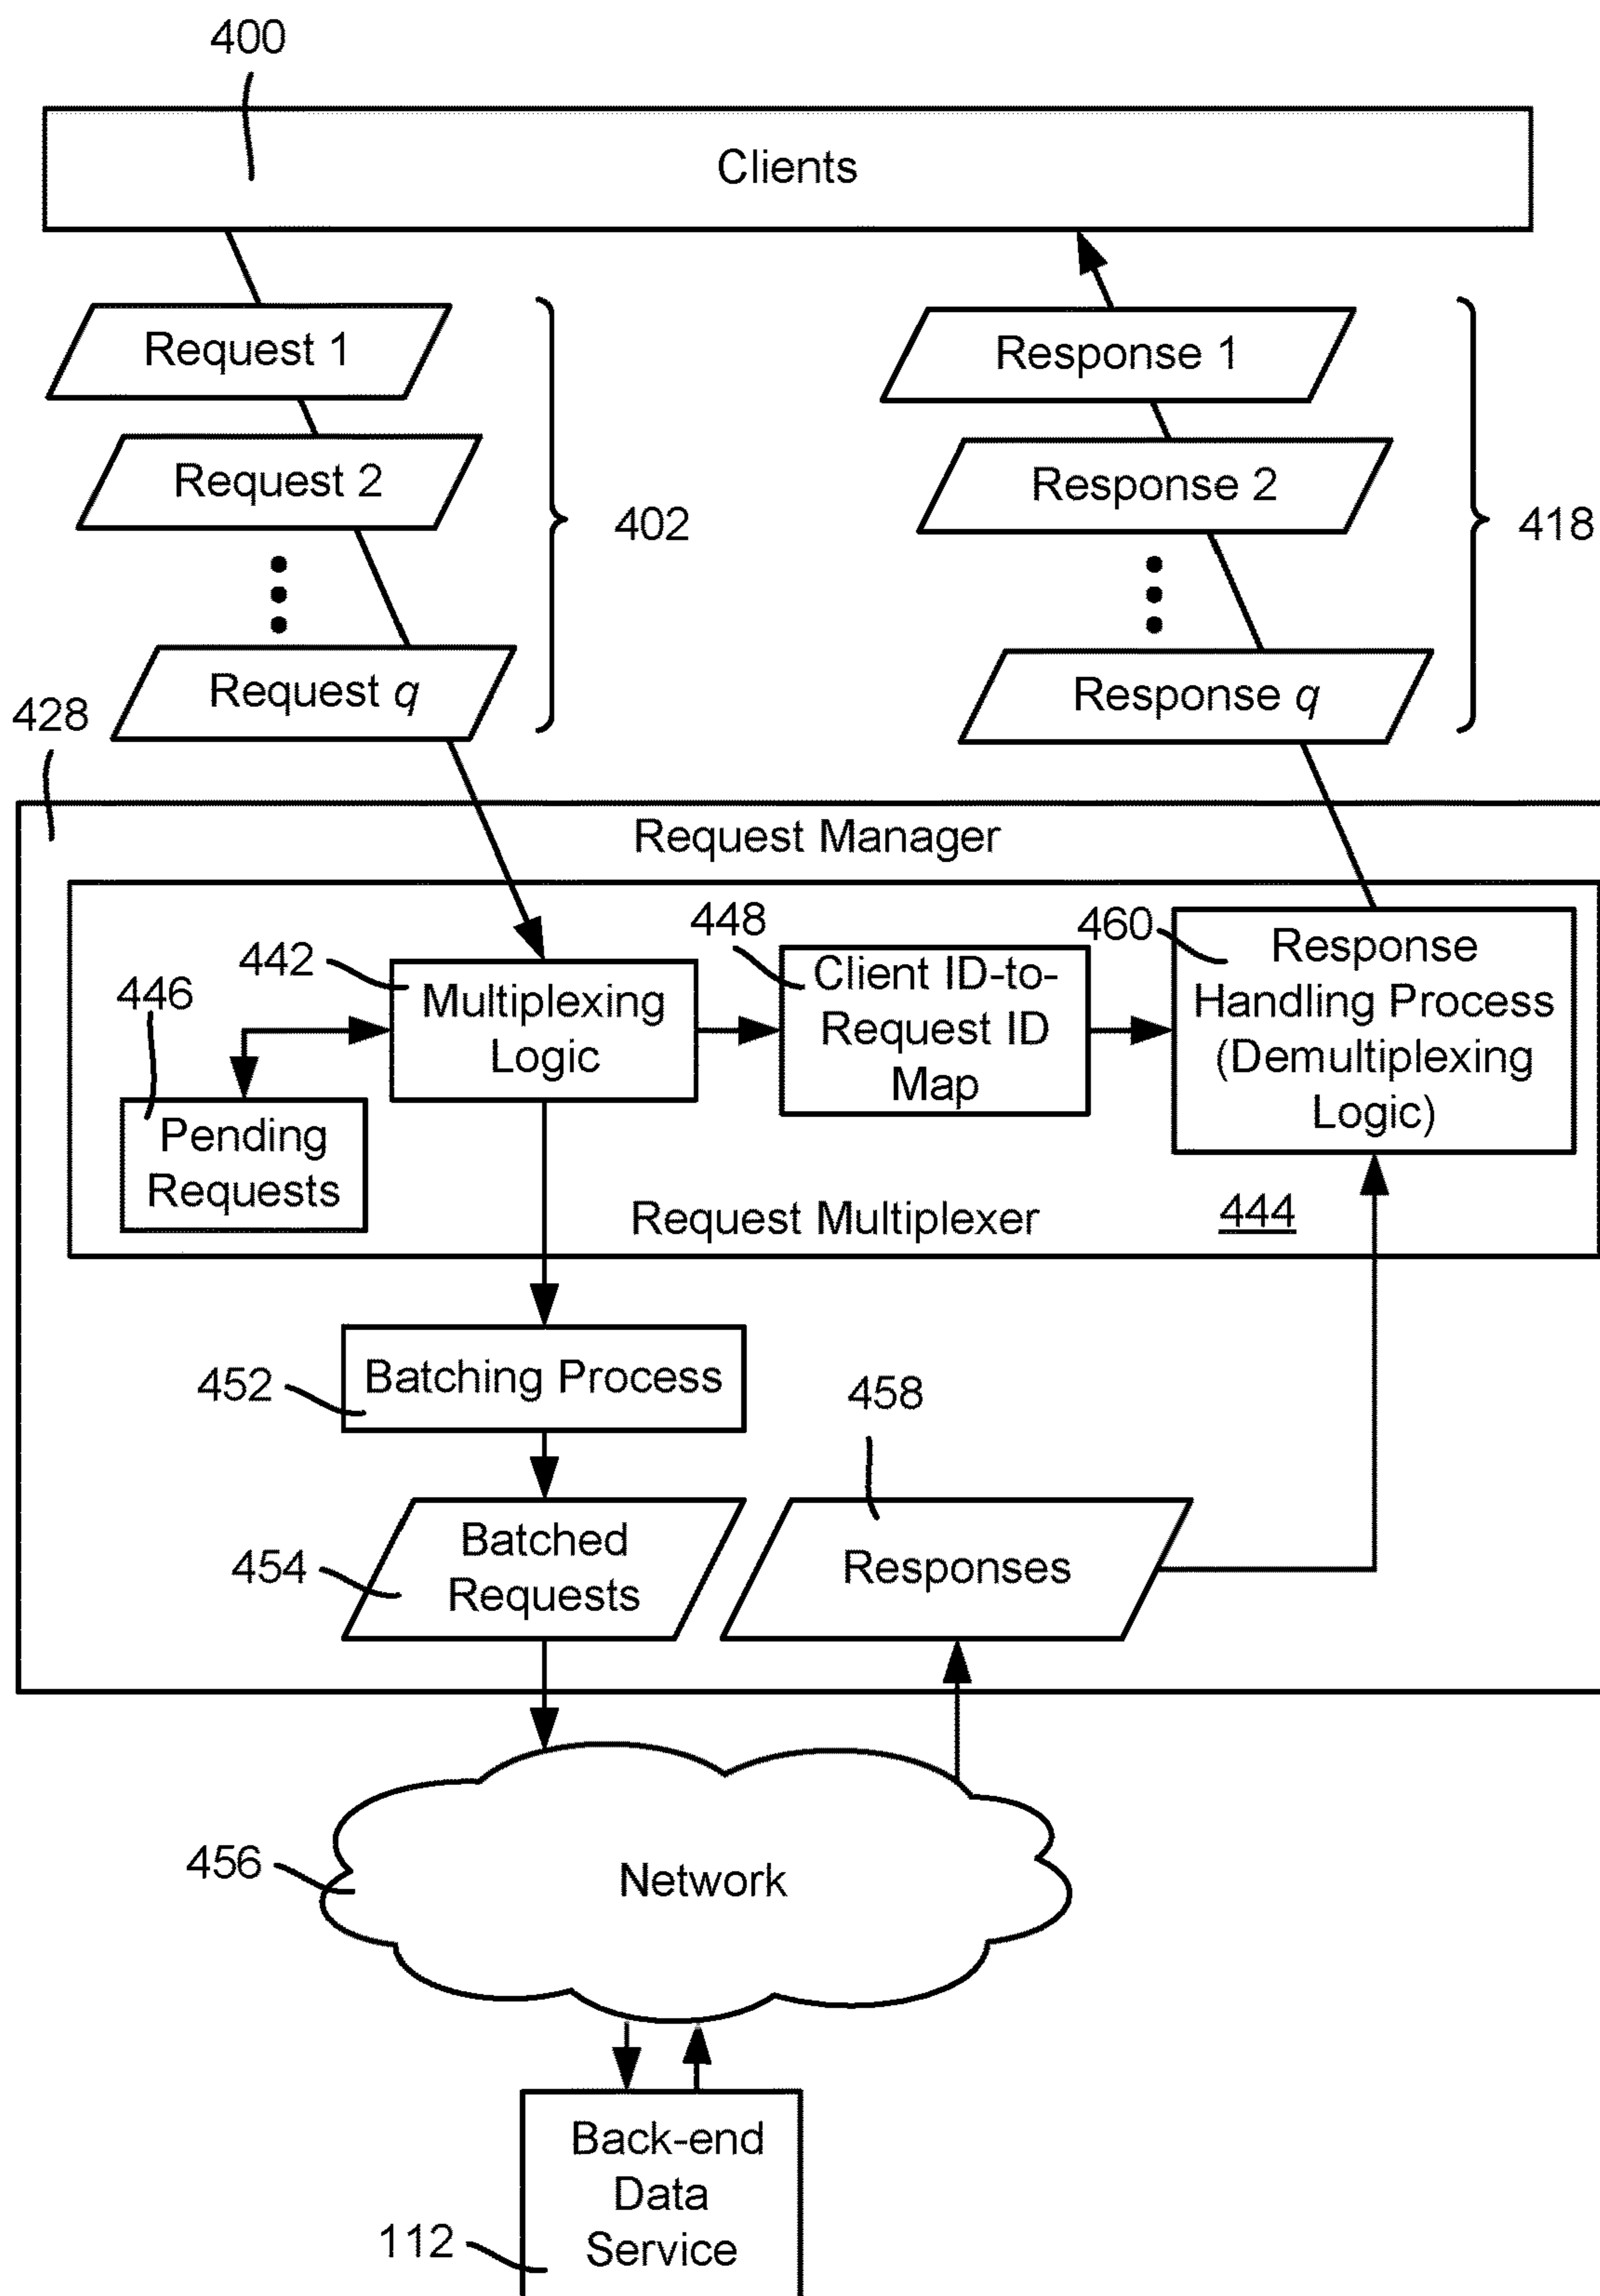 400
Clients
Request 1
Response 1
Request 2
Response 2
402
418
Request q
Response q
428
Request Manager
442
448
460
446
Multiplexing
Logic
Client ID-to-
Request ID
Map
Response
Handling Process
(Demultiplexing
Logic)
Pending
Requests
Request Multiplexer
444
452
Batching Process
458
454
Batched
Requests
Responses
456
Network
112
Back-end
Data
Service